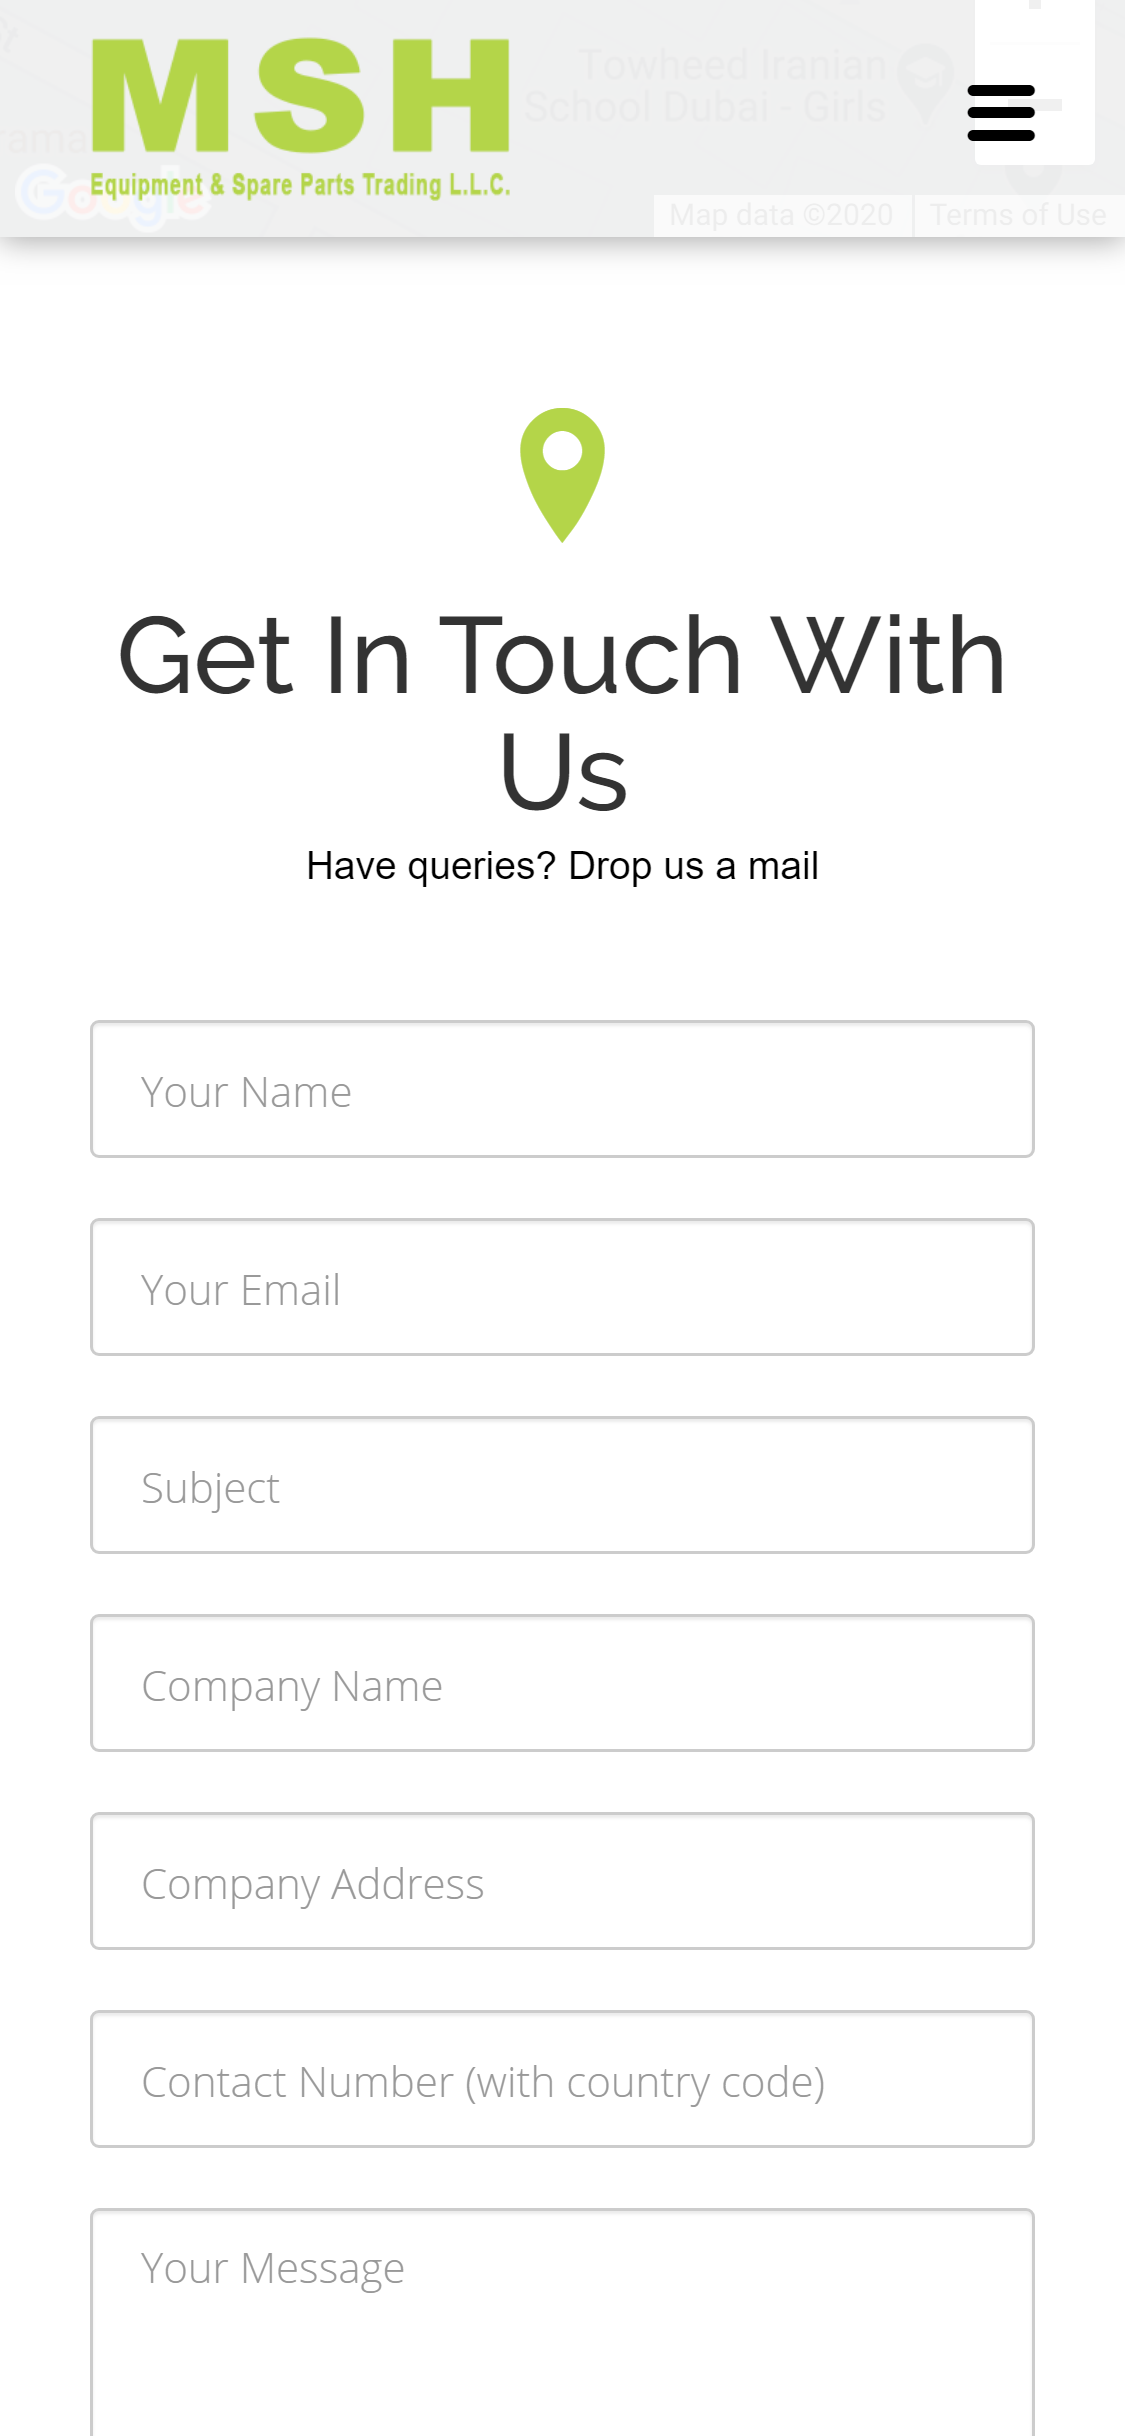 MSH
Equipment & Spare Parts Trading L.L.C.
Towheed Iranian
School Dubai - Girls
Google
Map data ©2020
Terms of Use
Get In Touch With
Us
Have queries? Drop us a mail
Your Name
Your Email
Subject
Company Name
Company Address
Contact Number (with country code)
Your Message